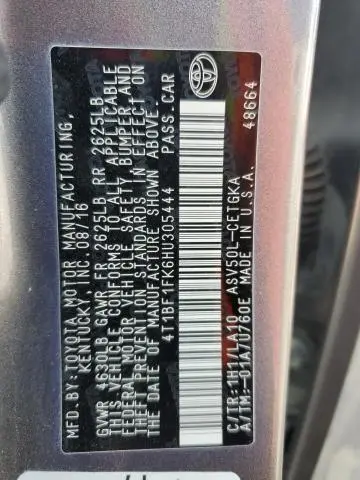 MFD.BY:TOYOTA MOTOR MANUFACTURING,
KENTUCKY, INC.08/16
GVWR 4630LB GAWR FR 2625LB RR 2625LB
THIS VEHICLE CONFORMS TO ALL APPLICABLE
FEDERAL MOTOR VEHICLE SAFETY, BUMPER, AND
THEFT PREVENTION STANDARDS IN EFFECT ON
THE DATE OF MANUFACTURE SHOWN ABOVE.
4T1BF1FK6HU305444 PASS.CAR
C/TR:1H1/LA10 ASV50L-CETGKA
A/TM:-01A/U760E MADE IN U.S.A.
48664